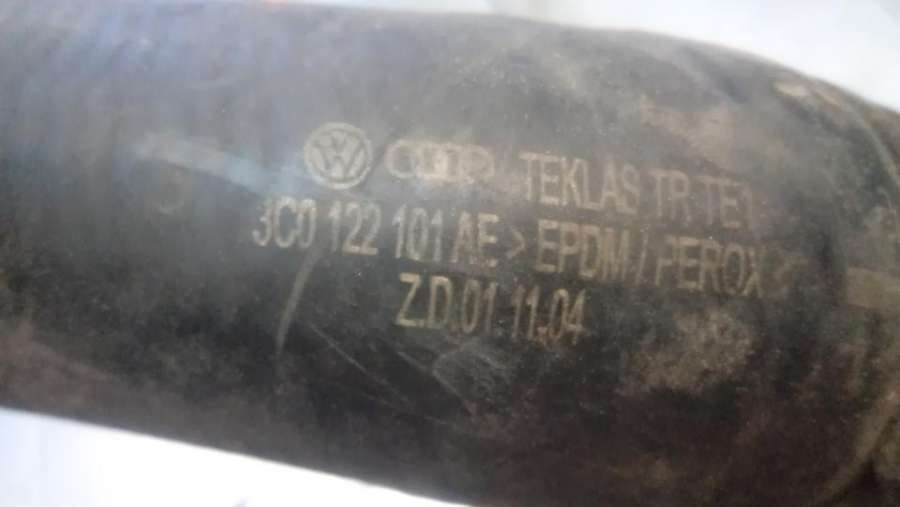 TEKLAS TR TE1
3C0 122 101 AE > EPDM / PEROX <
Z.D.01 11.04